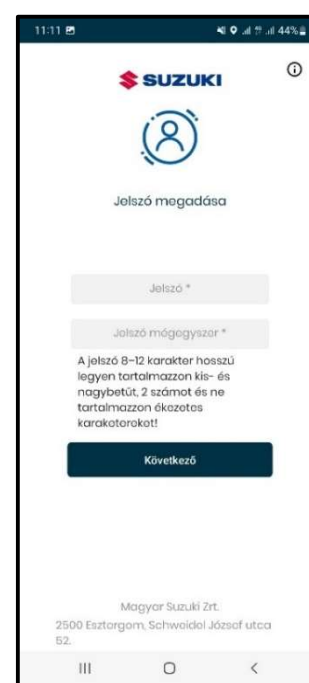 11:11 44%
SUZUKI
Jelszó megadása
Jelszó *
Jelszó mégegyszer *
A jelszó 8-12 karakter hosszú
legyen tartalmazzon kis- és
nagybetűt, 2 számot és ne
tartalmazzon ékezetes
karaktereket!
Következő
Magyar Suzuki Zrt.
2500 Esztergom, Schweidel József utca
52.